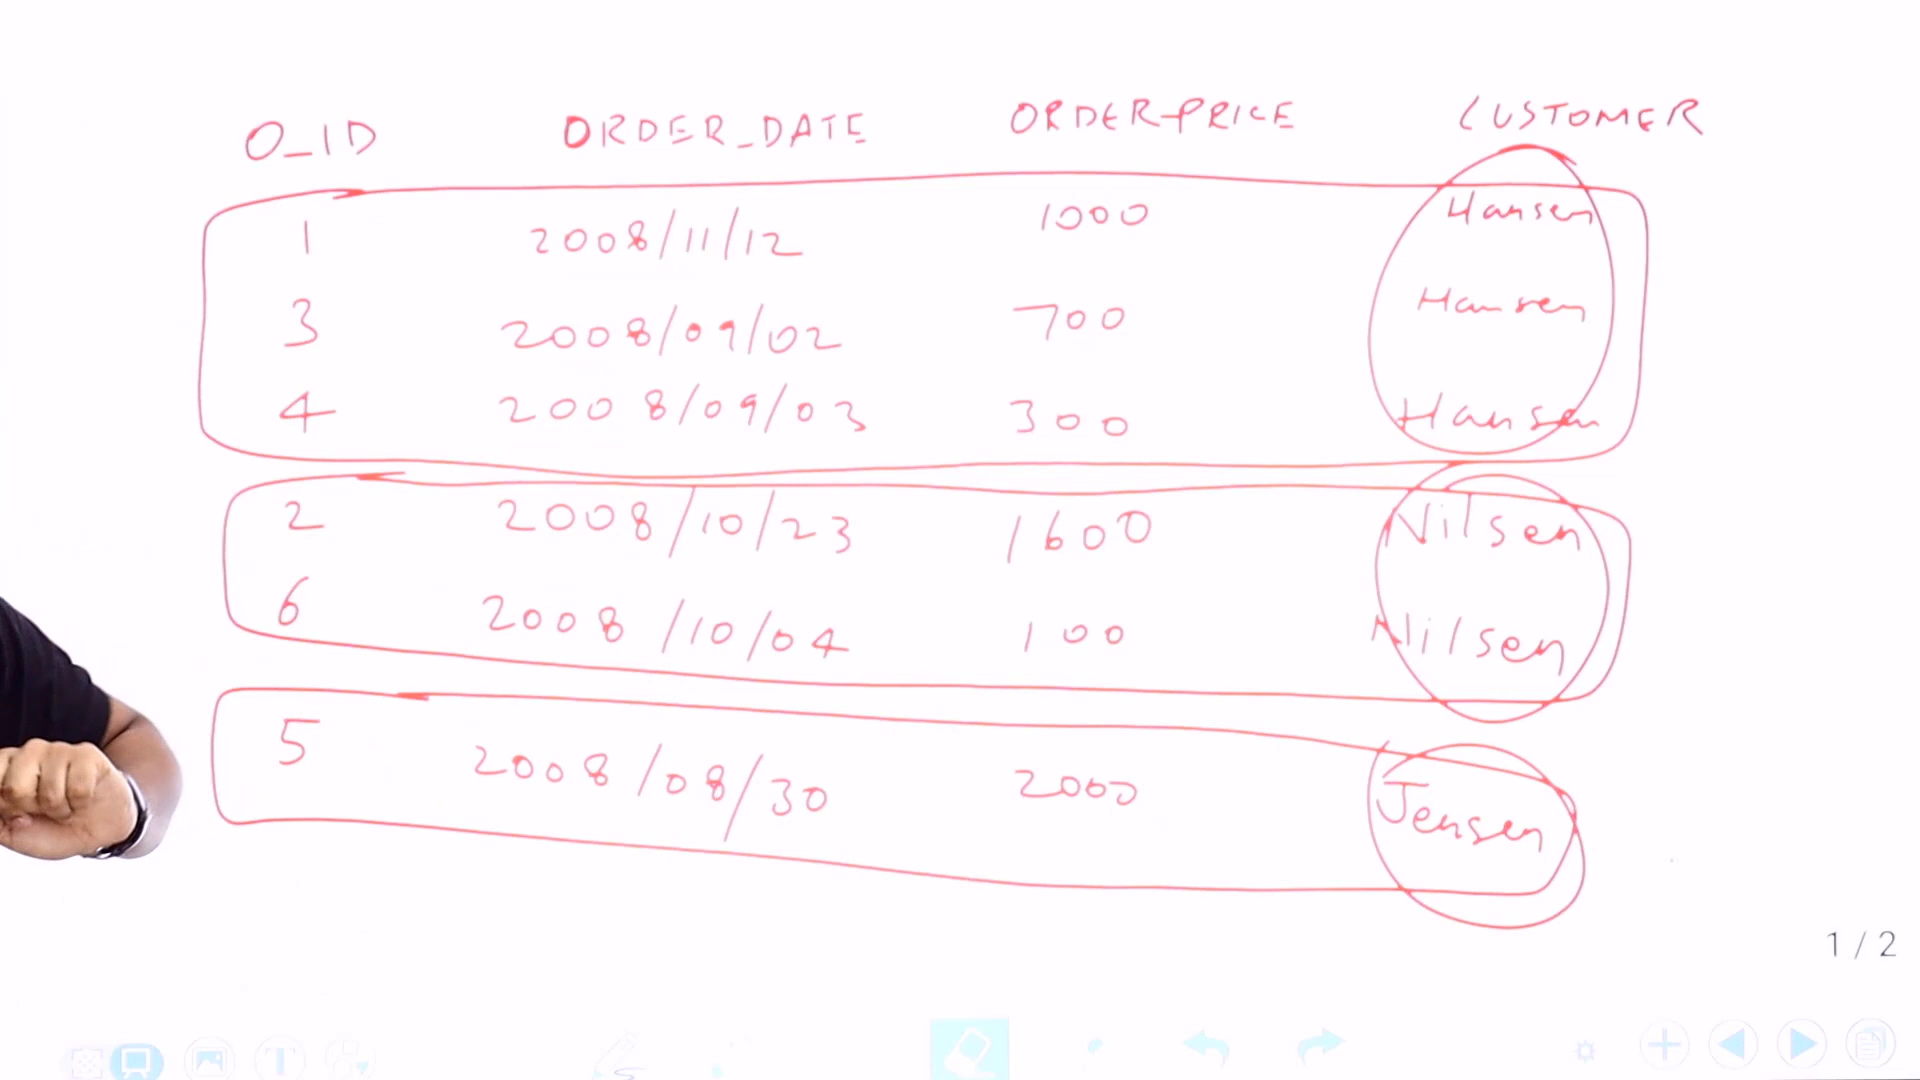 O_ID ORDER_DATE ORDER_PRICE CUSTOMER
1 2008/11/12 1000 Hansen
3 2008/09/02 700 Hansen
4 2008/09/03 300 Hansen
2 2008/10/23 1600 Nilsen
6 2008/10/04 100 Nilsen
5 2008/08/30 2000 Jensen
1 / 2
T